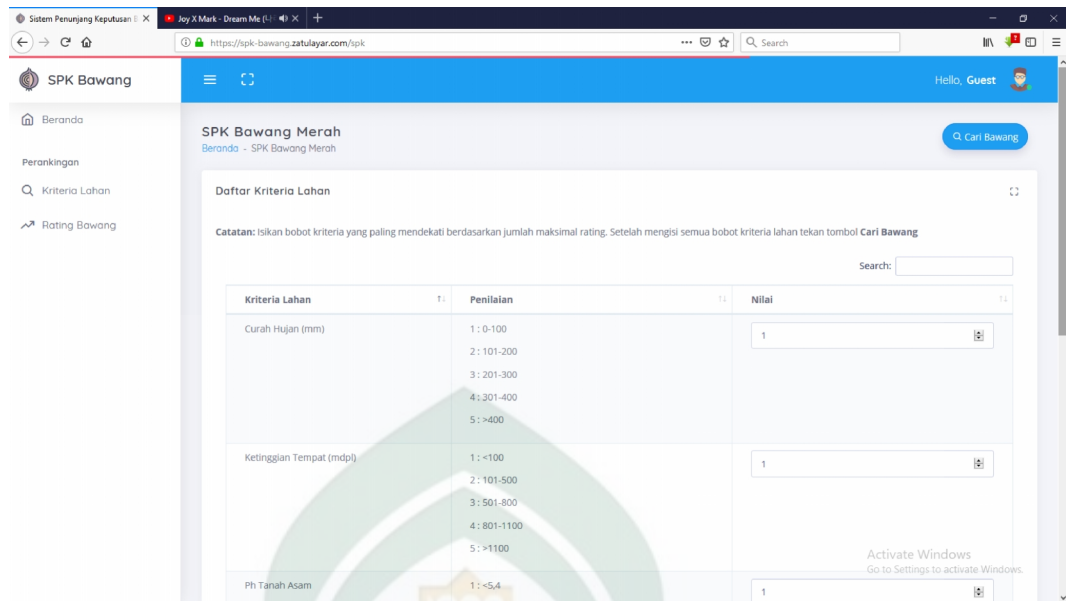 Sistem Penunjang Keputusan B
Joy X Mark - Dream Me (
https://spk-bawang.zatulayar.com/spk
Search
SPK Bawang
Hello, Guest
Beranda
Perankingan
Kriteria Lahan
Rating Bawang
SPK Bawang Merah
Beranda - SPK Bawang Merah
Cari Bawang
Daftar Kriteria Lahan
Catatan: Isikan bobot kriteria yang paling mendekati berdasarkan jumlah maksimal rating. Setelah mengisi semua bobot kriteria lahan tekan tombol Cari Bawang
Search:
Kriteria Lahan Penilaian Nilai
Curah Hujan (mm) 1 : 0-100 1
2 : 101-200
3 : 201-300
4 : 301-400
5 : >400
Ketinggian Tempat (mdpl) 1 : <100 1
2 : 101-500
3 : 501-800
4 : 801-1100
5 : >1100
Activate Windows
Go to Settings to activate Windows.
Ph Tanah Asam 1 : <5,4 1